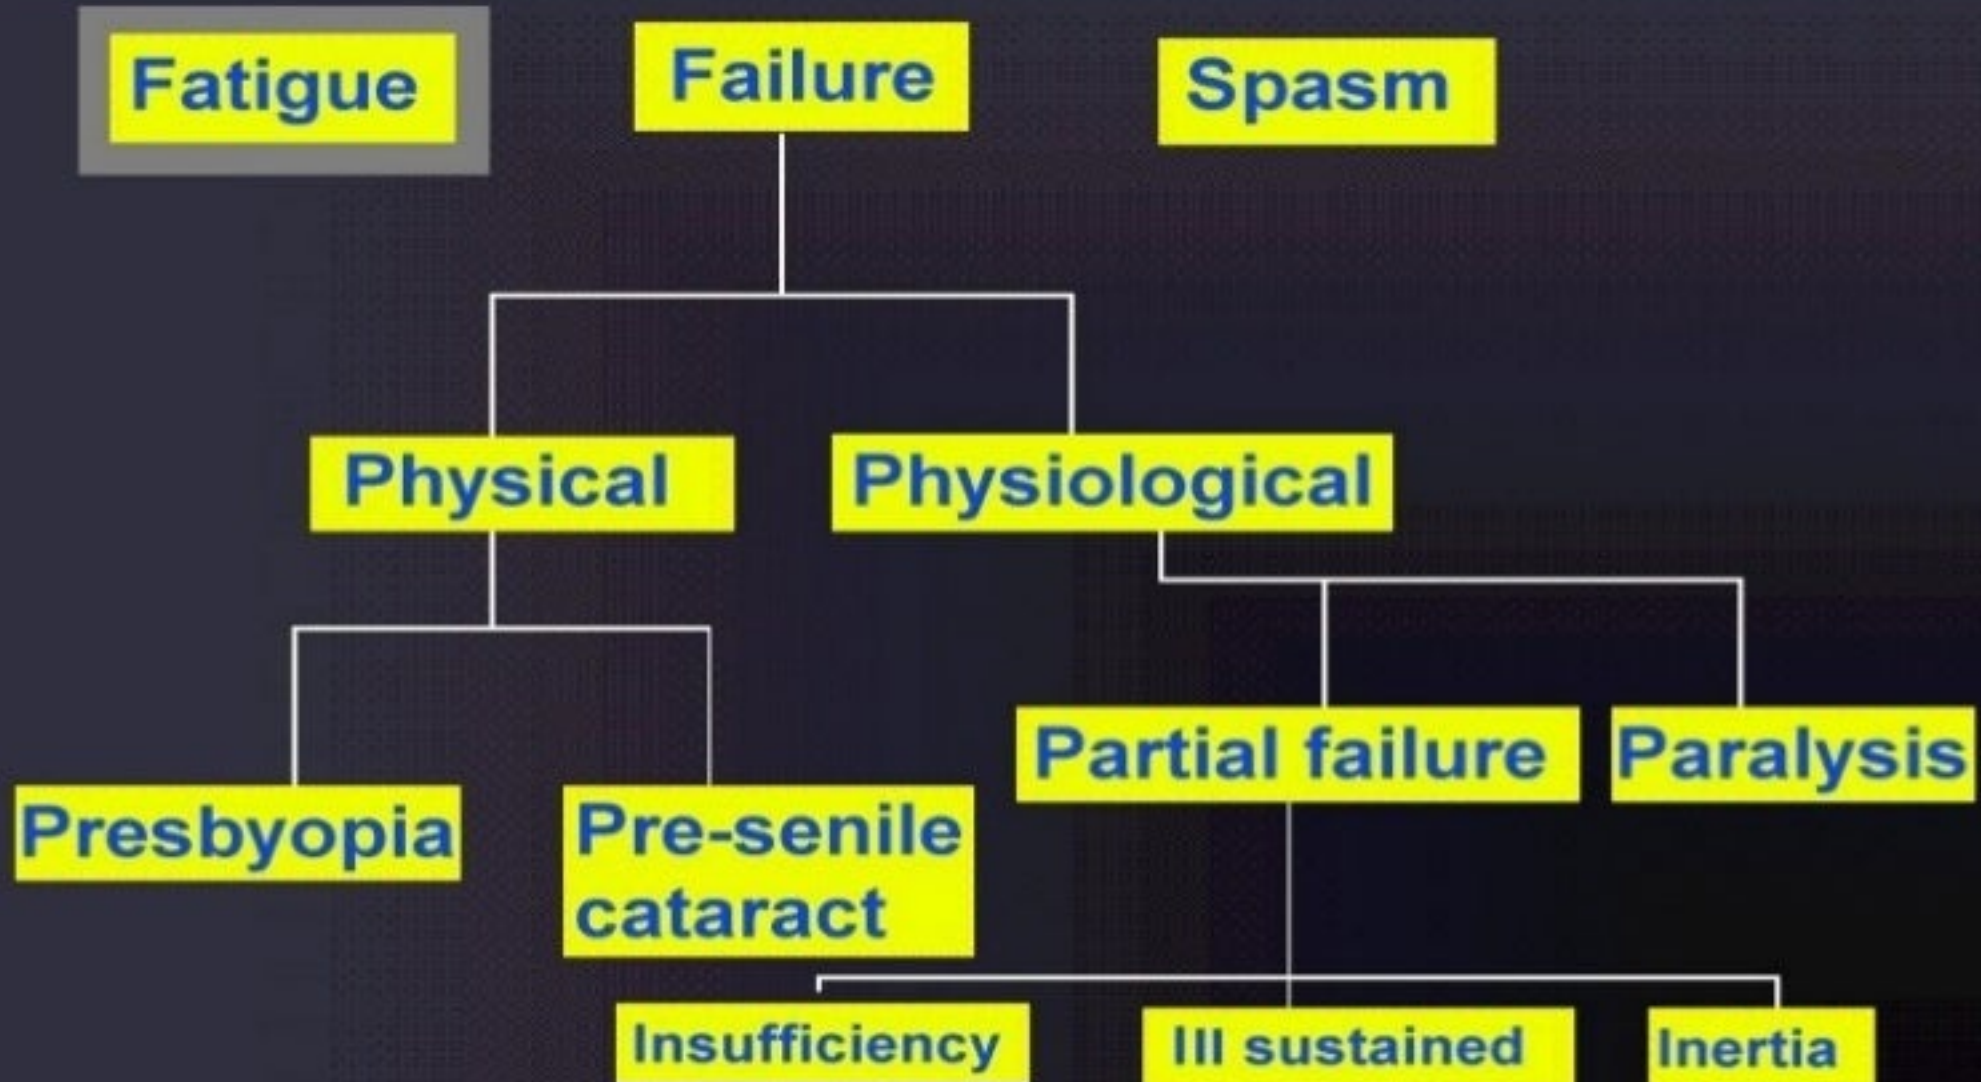 Fatigue
Failure
Spasm
Physical
Physiological
Partial failure
Paralysis
Presbyopia
Pre-senile
cataract
Insufficiency
Ill sustained
Inertia